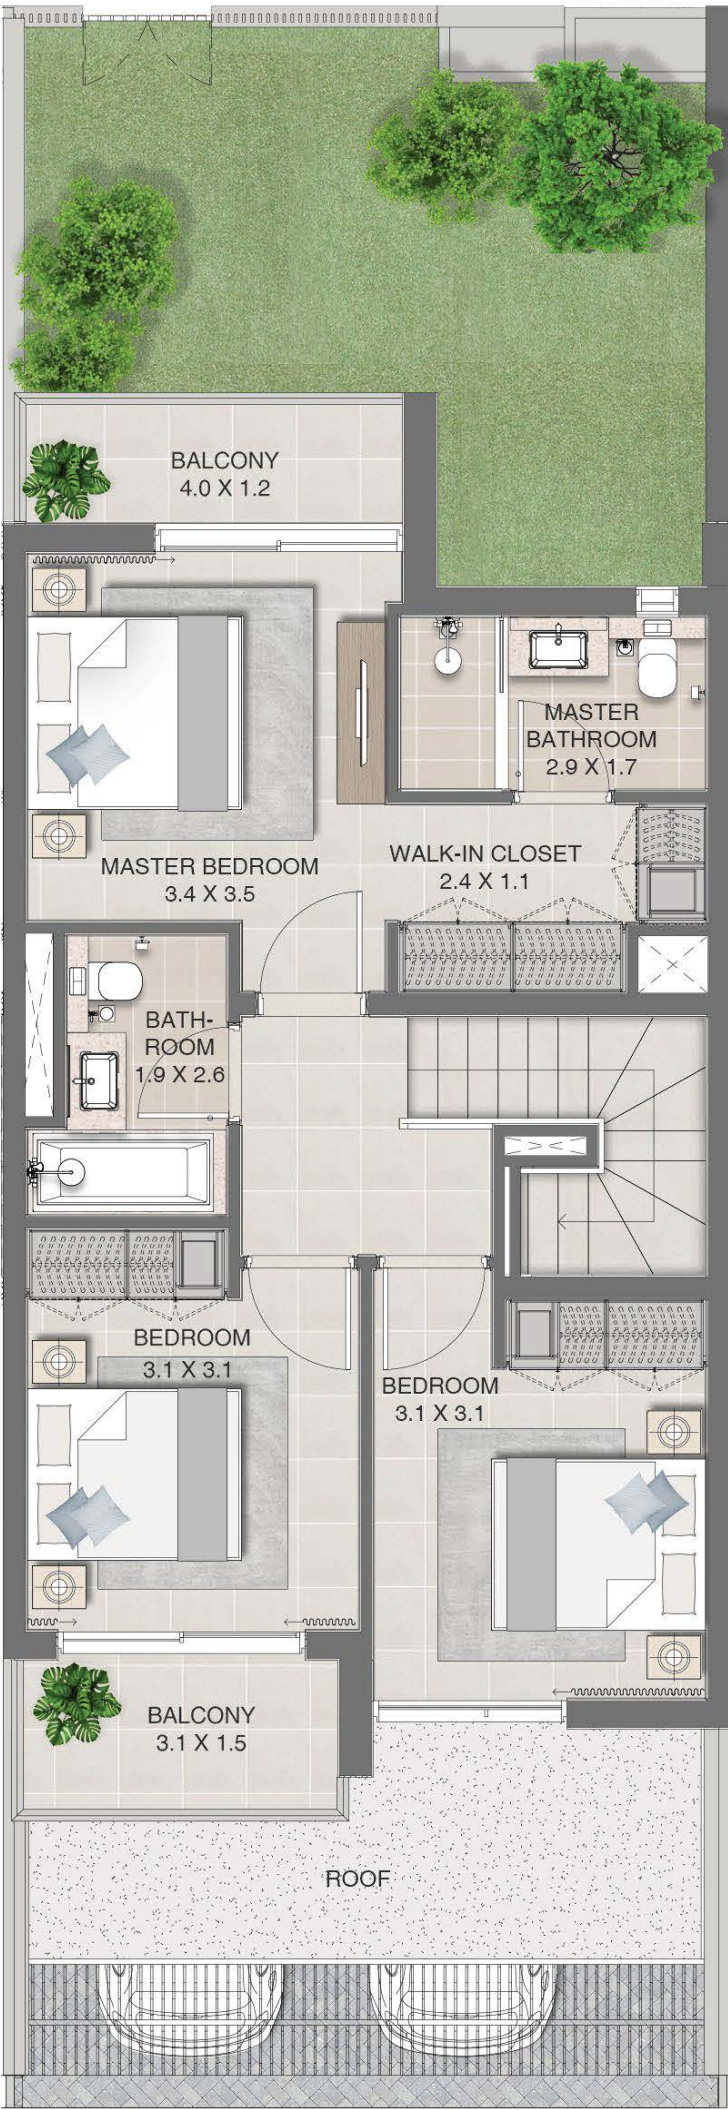 BALCONY
4.0 X 1.2
MASTER
BATHROOM
2.9 X 1.7
MASTER BEDROOM
3.4 X 3.5
WALK-IN CLOSET
2.4 X 1.1
BATH-
ROOM
1.9 X 2.6
BEDROOM
3.1 X 3.1
BEDROOM
3.1 X 3.1
BALCONY
3.1 X 1.5
ROOF